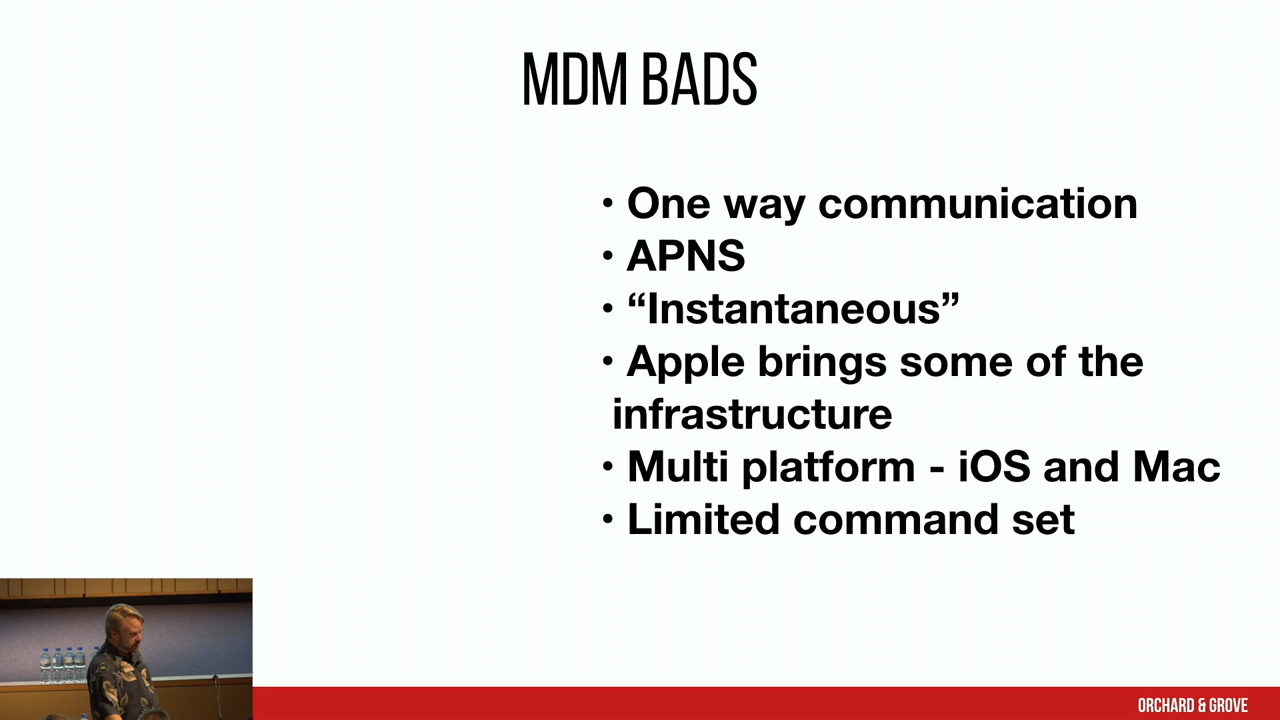 MDM BADS
• One way communication
• APNS
• “Instantaneous”
• Apple brings some of the
infrastructure
• Multi platform - iOS and Mac
• Limited command set
ORCHARD & GROVE